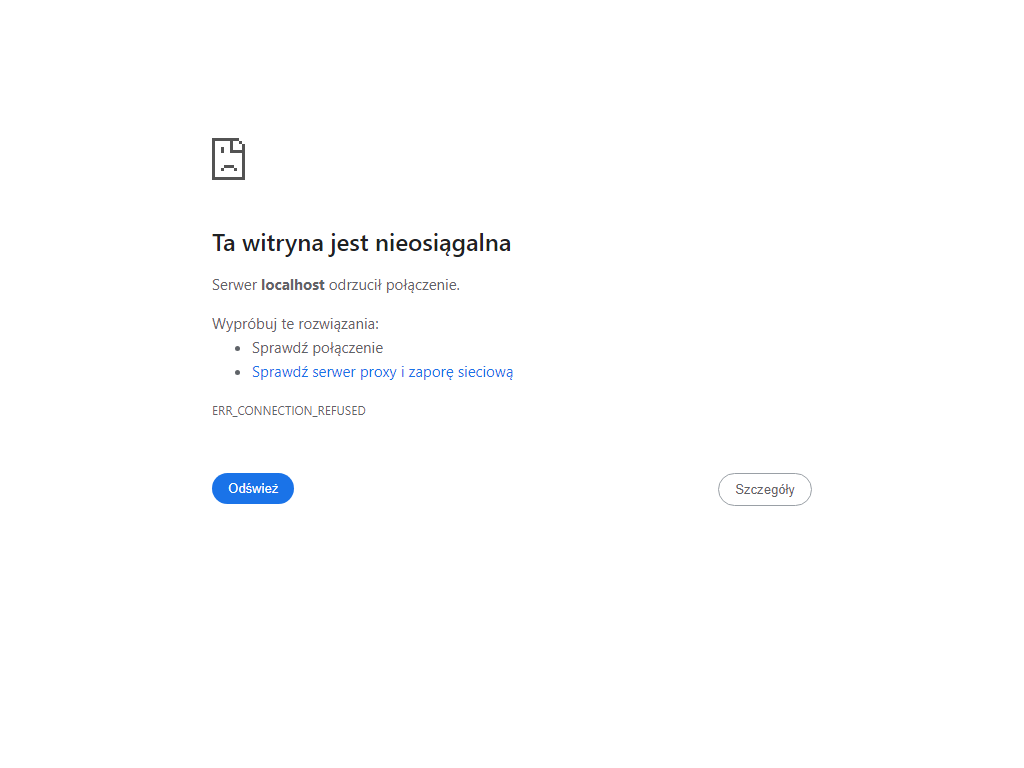 Ta witryna jest nieosiągalna
Serwer localhost odrzucił połączenie.
Wypróbuj te rozwiązania:
Sprawdź połączenie
Sprawdź serwer proxy i zaporę sieciową
ERR_CONNECTION_REFUSED
Odśwież
Szczegóły